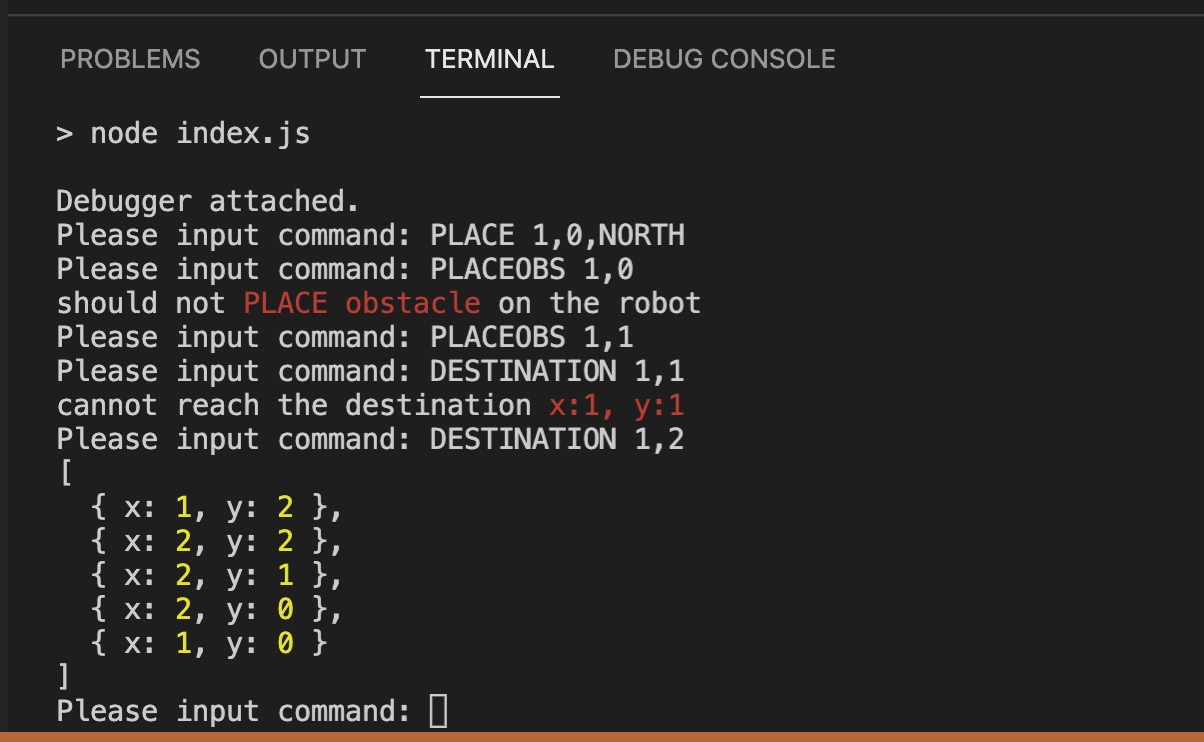 PROBLEMS OUTPUT TERMINAL DEBUG CONSOLE
> node index.js
Debugger attached.
Please input command: PLACE 1,0,NORTH
Please input command: PLACEOBS 1,0
should not PLACE obstacle on the robot
Please input command: PLACEOBS 1,1
Please input command: DESTINATION 1,1
cannot reach the destination x:1, y:1
Please input command: DESTINATION 1,2
[
  { x: 1, y: 2 },
  { x: 2, y: 2 },
  { x: 2, y: 1 },
  { x: 2, y: 0 },
  { x: 1, y: 0 }
]
Please input command: